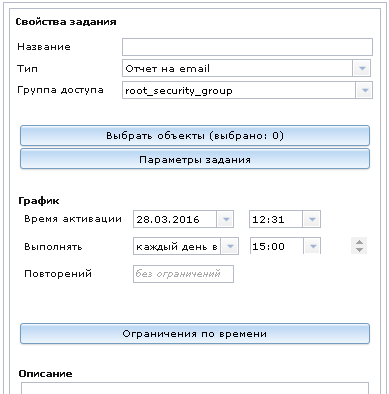 Свойства задания
Название
Тип Отчет на email
Группа доступа root_security_group
Выбрать объекты (выбрано: 0)
Параметры задания
График
Время активации 28.03.2016 12:31
Выполнять каждый день в 15:00
Повторений без ограничений
Ограничения по времени
Описание